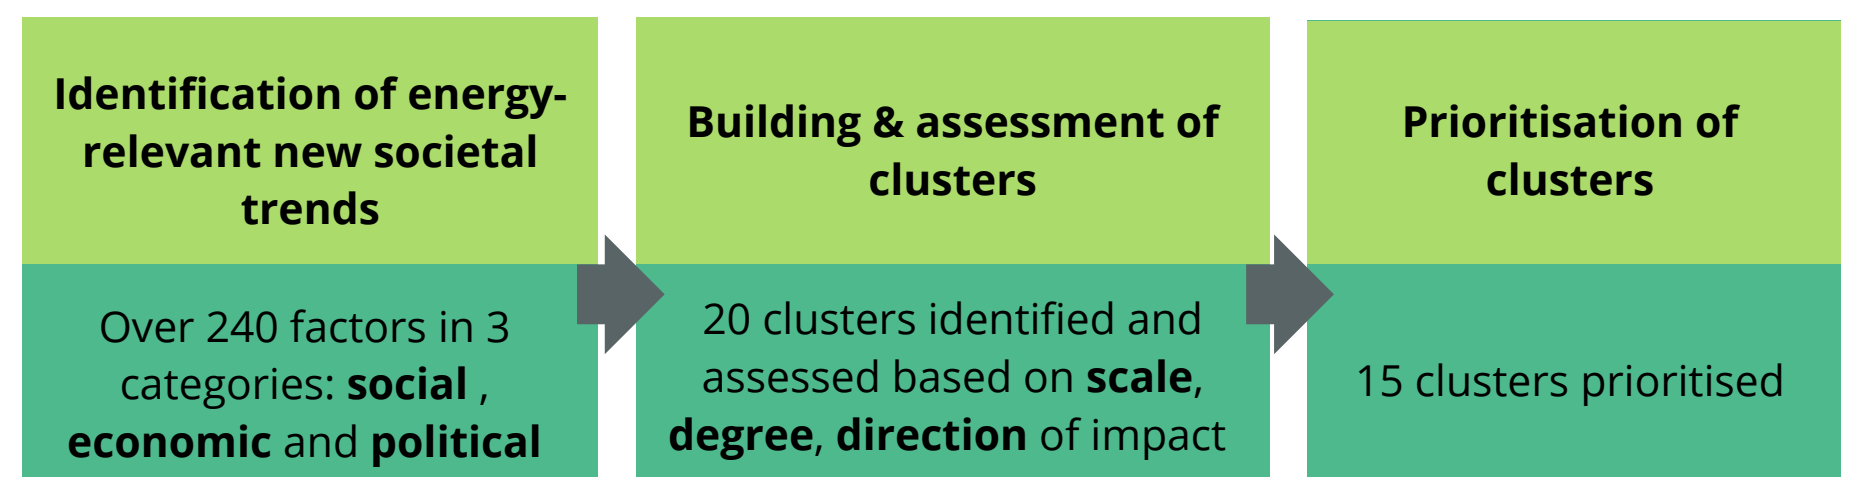 Identification of energy-
relevant new societal
trends
Over 240 factors in 3
categories: social ,
economic and political
Building & assessment of
clusters
20 clusters identified and
assessed based on scale,
degree, direction of impact
Prioritisation of
clusters
15 clusters prioritised